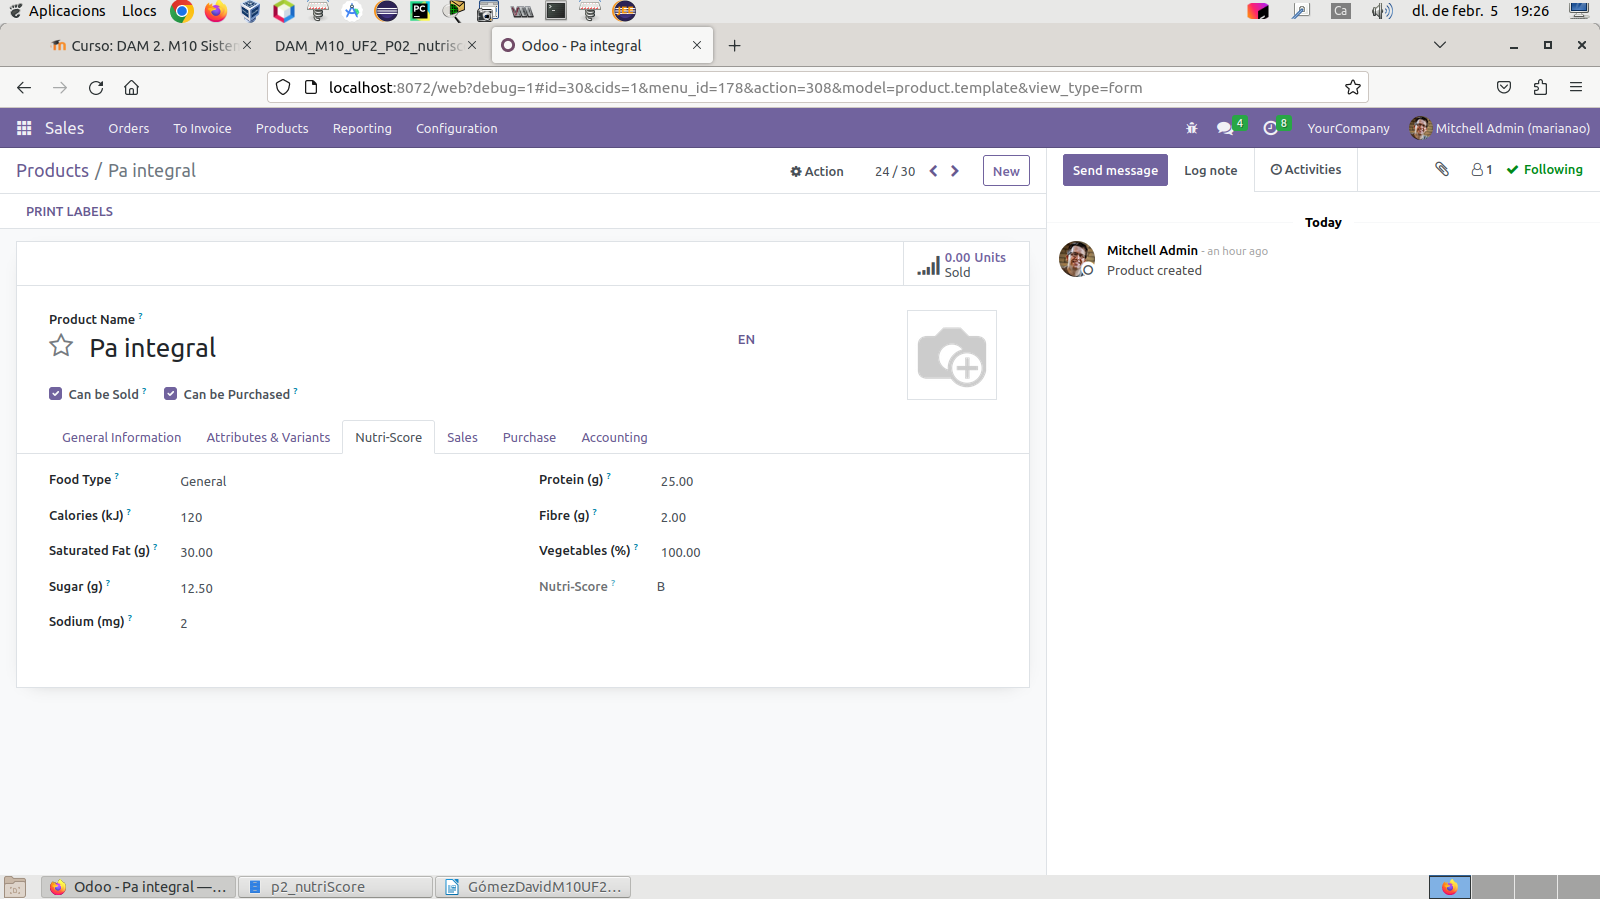 Aplicacions Llocs Ca dl. de febr. 5 19:26
Curso: DAM 2. M10 Sister DAM_M10_UF2_P02_nutrisc Odoo - Pa integral
localhost:8072/web?debug=1#id=30&cids=1&menu_id=178&action=308&model=product.template&view_type=form
Sales Orders To Invoice Products Reporting Configuration 4 8 YourCompany Mitchell Admin (marianao)
Products / Pa integral Action 24 / 30 New
Send message Log note Activities 1 Following
PRINT LABELS
Today
0.00 Units
Sold
Mitchell Admin - an hour ago
Product created
Product Name ?
Pa integral
EN
Can be Sold ? Can be Purchased ?
General Information Attributes & Variants Nutri-Score Sales Purchase Accounting
Food Type ? General
Calories (kJ) ? 120
Saturated Fat (g) ? 30.00
Sugar (g) ? 12.50
Sodium (mg) ? 2
Protein (g) ? 25.00
Fibre (g) ? 2.00
Vegetables (%) ? 100.00
Nutri-Score ? B
Odoo - Pa integral —... p2_nutriScore GómezDavidM10UF2...